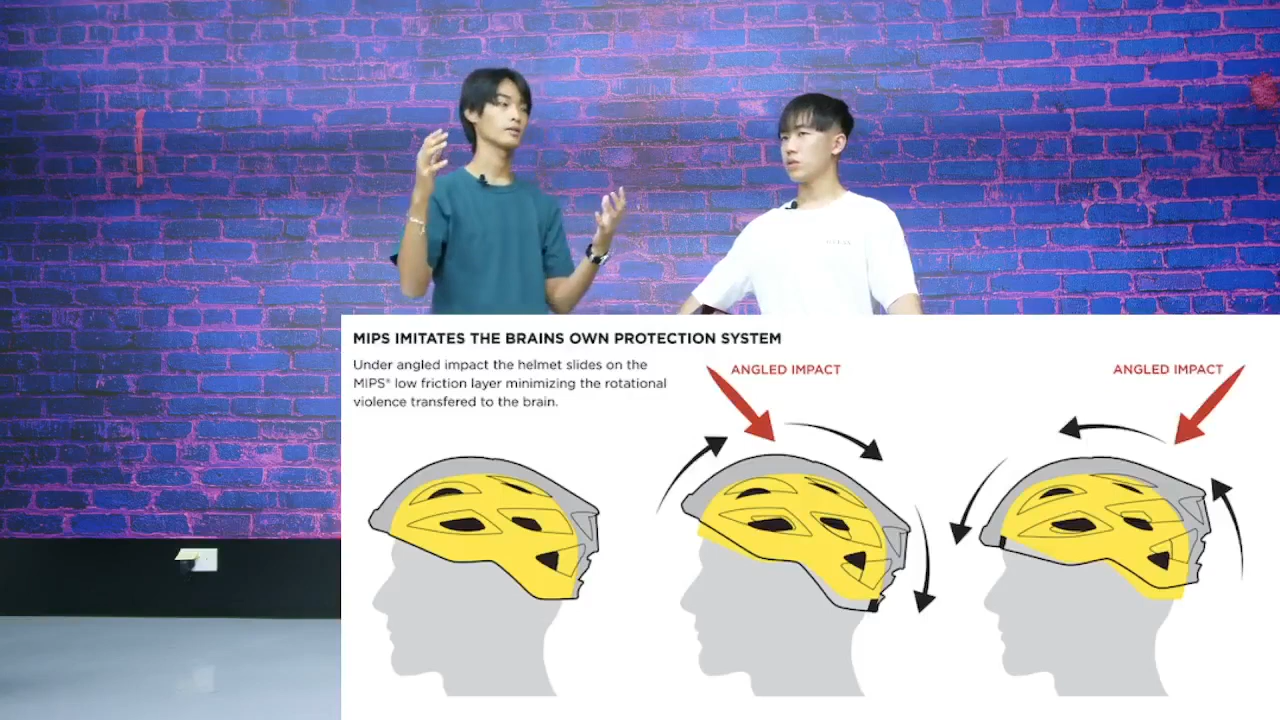 MIPS IMITATES THE BRAINS OWN PROTECTION SYSTEM
Under angled impact the helmet slides on the
MIPS® low friction layer minimizing the rotational
violence transfered to the brain.
ANGLED IMPACT
ANGLED IMPACT